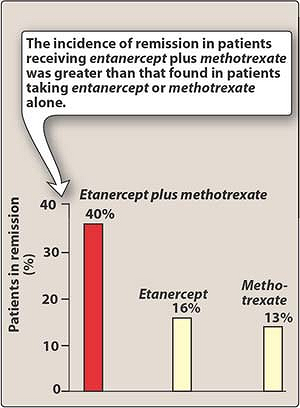 The incidence of remission in patients
receiving entanercept plus methotrexate
was greater than that found in patients
taking entanercept or methotrexate
alone.
Etanercept plus methotrexate
40
40%
30
20
10
0
Patients in remission
(%)
Etanercept
16%
Metho-
trexate
13%